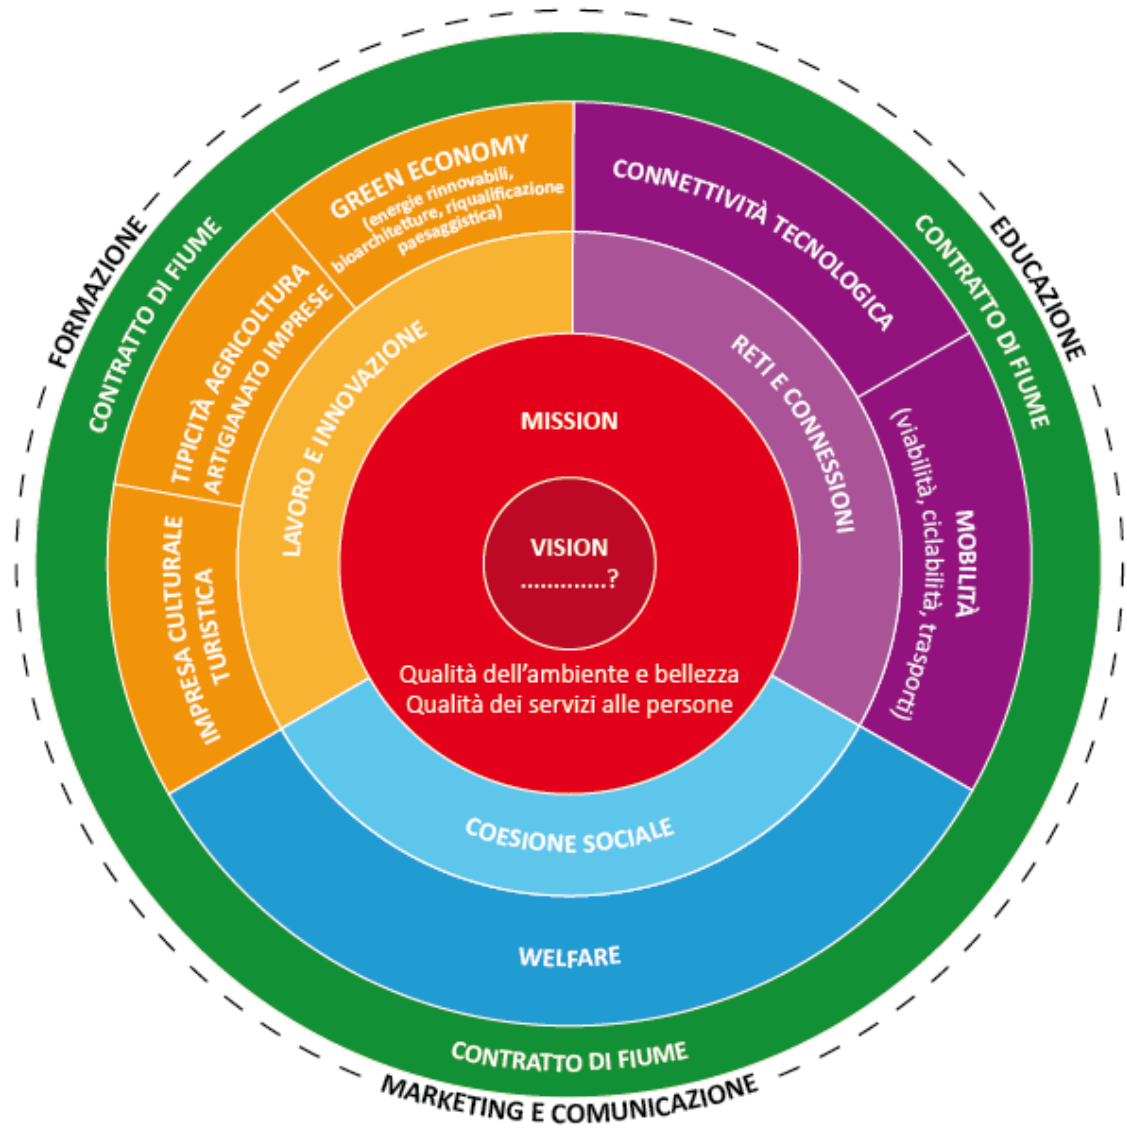 FORMAZIONE
EDUCAZIONE
MARKETING E COMUNICAZIONE
CONTRATTO DI FIUME
CONTRATTO DI FIUME
CONTRATTO DI FIUME
GREEN ECONOMY
(energie rinnovabili,
bioarchitetture, riqualificazione
paesaggistica)
TIPICITÀ AGRICOLTURA
ARTIGIANATO IMPRESE
IMPRESA CULTURALE
TURISTICA
LAVORO E INNOVAZIONE
CONNETTIVITÀ TECNOLOGICA
MOBILITÀ
(viabilità, ciclabilità, trasporti)
RETI E CONNESSIONI
MISSION
VISION
.............?
Qualità dell’ambiente e bellezza
Qualità dei servizi alle persone
COESIONE SOCIALE
WELFARE